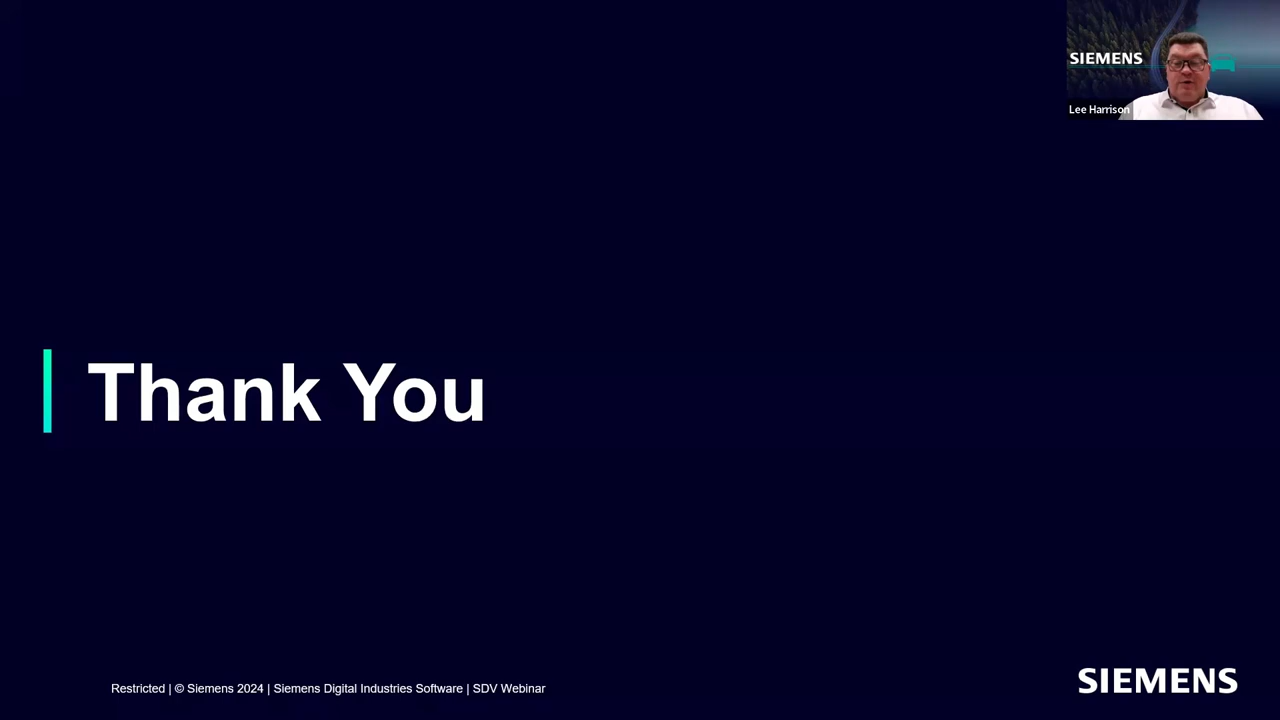 SIEMENS
Lee Harrison
Thank You
Restricted | © Siemens 2024 | Siemens Digital Industries Software | SDV Webinar
SIEMENS